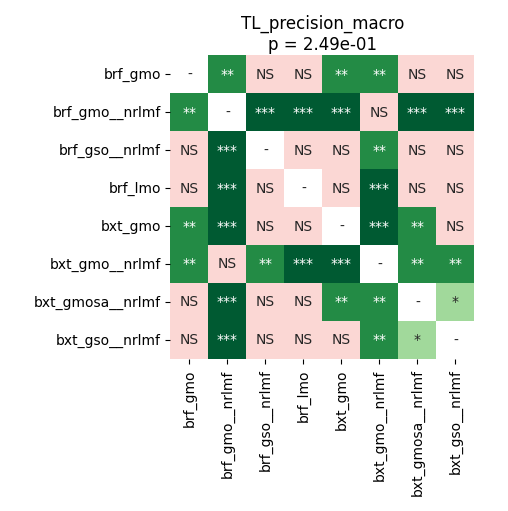 TL_precision_macro
p = 2.49e-01
brf_gmo - ** NS NS ** ** NS NS
brf_gmo__nrlmf ** - *** *** *** NS *** ***
brf_gso__nrlmf NS *** - NS NS ** NS NS
brf_lmo NS *** NS - NS *** NS NS
bxt_gmo ** *** NS NS - *** ** NS
bxt_gmo__nrlmf ** NS ** *** *** - ** **
bxt_gmosa__nrlmf NS *** NS NS ** ** - *
bxt_gso__nrlmf NS *** NS NS NS ** * -
brf_gmo
brf_gmo__nrlmf
brf_gso__nrlmf
brf_lmo
bxt_gmo
bxt_gmo__nrlmf
bxt_gmosa__nrlmf
bxt_gso__nrlmf